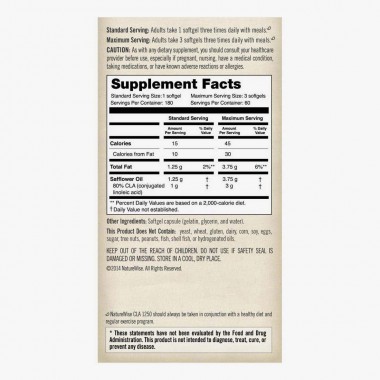 Standard Serving: Adults take 1 softgel three times daily with meals.⊿
Maximum Serving: Adults take 3 softgels three times daily with meals.⊿
CAUTION: As with any dietary supplement, you should consult your healthcare
provider before use, especially if pregnant, nursing, have a medical condition,
taking medications, or have known adverse reactions or allergies.
Supplement Facts
Standard Serving Size: 1 softgel Maximum Serving Size: 3 softgels
Servings Per Container: 180 Servings Per Container: 60
Standard Serving Maximum Serving
Amount Per Serving % Daily Value Amount Per Serving % Daily Value
Calories 15 45
Calories from Fat 10 30
Total Fat 1.25 g 2%** 3.75 g 6%**
Safflower Oil 1.25 g † 3.75 g †
80% CLA (conjugated 1 g † 3 g †
linoleic acid)
** Percent Daily Values are based on a 2,000-calorie diet.
† Daily Value not established.
Other Ingredients: Softgel capsule (gelatin, glycerin, and water).
This Product Does Not Contain: yeast, wheat, gluten, dairy, corn, soy, eggs,
sugar, tree nuts, peanuts, fish, shell fish, or hydrogenated oils.
KEEP OUT OF THE REACH OF CHILDREN. DO NOT USE IF SAFETY SEAL IS
DAMAGED OR MISSING. STORE IN A COOL, DRY PLACE.
©2014 NatureWise. All rights reserved.
⊿NatureWise CLA 1250 should always be taken in conjunction with a healthy diet and
regular exercise program.
* These statements have not been evaluated by the Food and Drug
Administration. This product is not intended to diagnose, treat, cure, or
prevent any disease.